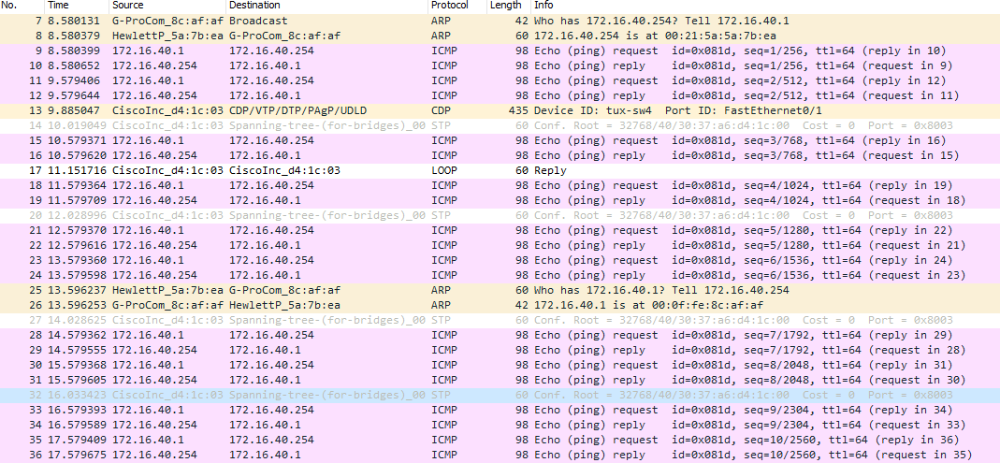 No. Time Source Destination Protocol Length Info
7 8.580131 G-ProCom_8c:af:af Broadcast ARP 42 Who has 172.16.40.254? Tell 172.16.40.1
8 8.580379 HewlettP_5a:7b:ea G-ProCom_8c:af:af ARP 60 172.16.40.254 is at 00:21:5a:5a:7b:ea
9 8.580399 172.16.40.1 172.16.40.254 ICMP 98 Echo (ping) request id=0x081d, seq=1/256, ttl=64 (reply in 10)
10 8.580652 172.16.40.254 172.16.40.1 ICMP 98 Echo (ping) reply id=0x081d, seq=1/256, ttl=64 (request in 9)
11 9.579406 172.16.40.1 172.16.40.254 ICMP 98 Echo (ping) request id=0x081d, seq=2/512, ttl=64 (reply in 12)
12 9.579644 172.16.40.254 172.16.40.1 ICMP 98 Echo (ping) reply id=0x081d, seq=2/512, ttl=64 (request in 11)
13 9.885047 CiscoInc_d4:1c:03 CDP/VTP/DTP/PAgP/UDLD CDP 435 Device ID: tux-sw4 Port ID: FastEthernet0/1
14 10.019049 CiscoInc_d4:1c:03 Spanning-tree-(for-bridges)_00 STP 60 Conf. Root = 32768/40/30:37:a6:d4:1c:00 Cost = 0 Port = 0x8003
15 10.579371 172.16.40.1 172.16.40.254 ICMP 98 Echo (ping) request id=0x081d, seq=3/768, ttl=64 (reply in 16)
16 10.579620 172.16.40.254 172.16.40.1 ICMP 98 Echo (ping) reply id=0x081d, seq=3/768, ttl=64 (request in 15)
17 11.151716 CiscoInc_d4:1c:03 CiscoInc_d4:1c:03 LOOP 60 Reply
18 11.579364 172.16.40.1 172.16.40.254 ICMP 98 Echo (ping) request id=0x081d, seq=4/1024, ttl=64 (reply in 19)
19 11.579709 172.16.40.254 172.16.40.1 ICMP 98 Echo (ping) reply id=0x081d, seq=4/1024, ttl=64 (request in 18)
20 12.028996 CiscoInc_d4:1c:03 Spanning-tree-(for-bridges)_00 STP 60 Conf. Root = 32768/40/30:37:a6:d4:1c:00 Cost = 0 Port = 0x8003
21 12.579370 172.16.40.1 172.16.40.254 ICMP 98 Echo (ping) request id=0x081d, seq=5/1280, ttl=64 (reply in 22)
22 12.579616 172.16.40.254 172.16.40.1 ICMP 98 Echo (ping) reply id=0x081d, seq=5/1280, ttl=64 (request in 21)
23 13.579360 172.16.40.1 172.16.40.254 ICMP 98 Echo (ping) request id=0x081d, seq=6/1536, ttl=64 (reply in 24)
24 13.579598 172.16.40.254 172.16.40.1 ICMP 98 Echo (ping) reply id=0x081d, seq=6/1536, ttl=64 (request in 23)
25 13.596237 HewlettP_5a:7b:ea G-ProCom_8c:af:af ARP 60 Who has 172.16.40.1? Tell 172.16.40.254
26 13.596253 G-ProCom_8c:af:af HewlettP_5a:7b:ea ARP 42 172.16.40.1 is at 00:0f:fe:8c:af:af
27 14.028625 CiscoInc_d4:1c:03 Spanning-tree-(for-bridges)_00 STP 60 Conf. Root = 32768/40/30:37:a6:d4:1c:00 Cost = 0 Port = 0x8003
28 14.579362 172.16.40.1 172.16.40.254 ICMP 98 Echo (ping) request id=0x081d, seq=7/1792, ttl=64 (reply in 29)
29 14.579555 172.16.40.254 172.16.40.1 ICMP 98 Echo (ping) reply id=0x081d, seq=7/1792, ttl=64 (request in 28)
30 15.579368 172.16.40.1 172.16.40.254 ICMP 98 Echo (ping) request id=0x081d, seq=8/2048, ttl=64 (reply in 31)
31 15.579605 172.16.40.254 172.16.40.1 ICMP 98 Echo (ping) reply id=0x081d, seq=8/2048, ttl=64 (request in 30)
32 16.033423 CiscoInc_d4:1c:03 Spanning-tree-(for-bridges)_00 STP 60 Conf. Root = 32768/40/30:37:a6:d4:1c:00 Cost = 0 Port = 0x8003
33 16.579393 172.16.40.1 172.16.40.254 ICMP 98 Echo (ping) request id=0x081d, seq=9/2304, ttl=64 (reply in 34)
34 16.579589 172.16.40.254 172.16.40.1 ICMP 98 Echo (ping) reply id=0x081d, seq=9/2304, ttl=64 (request in 33)
35 17.579409 172.16.40.1 172.16.40.254 ICMP 98 Echo (ping) request id=0x081d, seq=10/2560, ttl=64 (reply in 36)
36 17.579675 172.16.40.254 172.16.40.1 ICMP 98 Echo (ping) reply id=0x081d, seq=10/2560, ttl=64 (request in 35)